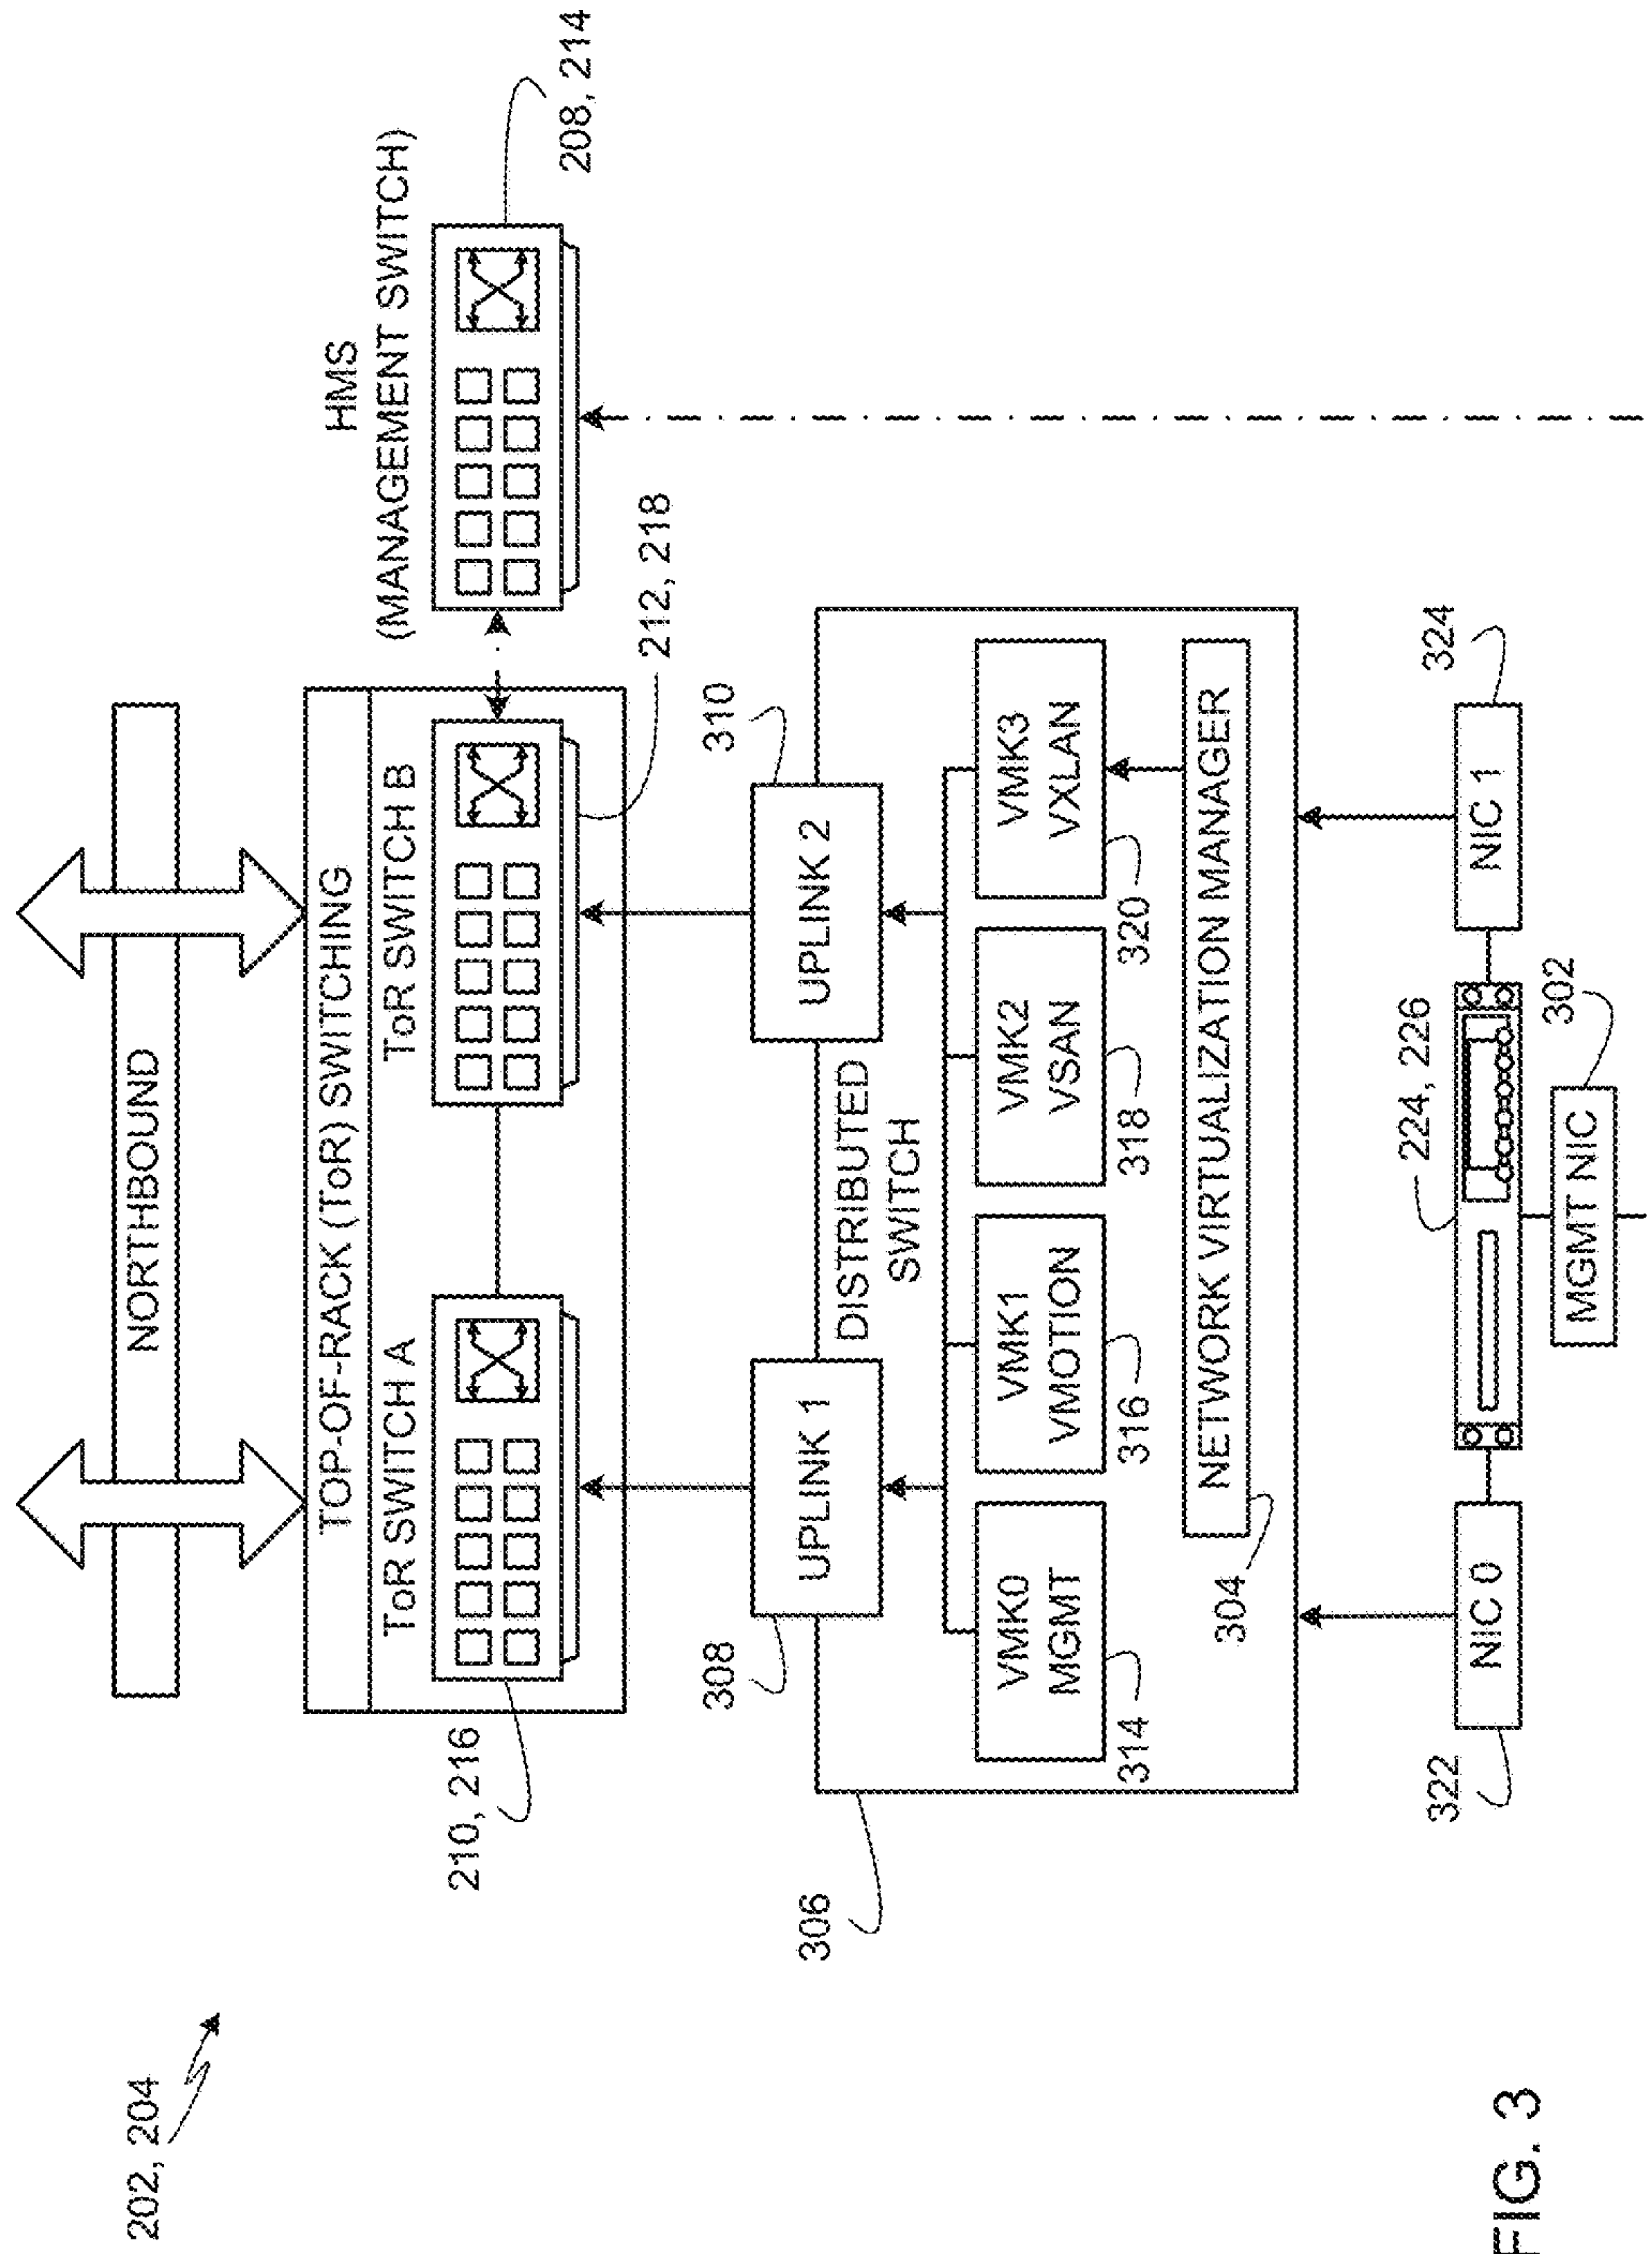 202, 204
NORTHBOUND
TOP-OF-RACK (ToR) SWITCHING
ToR SWITCH A
ToR SWITCH B
HMS
(MANAGEMENT SWITCH)
210, 216
212, 218
208, 214
308
UPLINK 1
310
UPLINK 2
306
DISTRIBUTED
SWITCH
VMK0
MGMT
VMK1
VMOTION
VMK2
VSAN
VMK3
VXLAN
314
316
318
320
NETWORK VIRTUALIZATION MANAGER
304
322
NIC 0
224, 226
NIC 1
324
302
MGMT NIC
FIG. 3